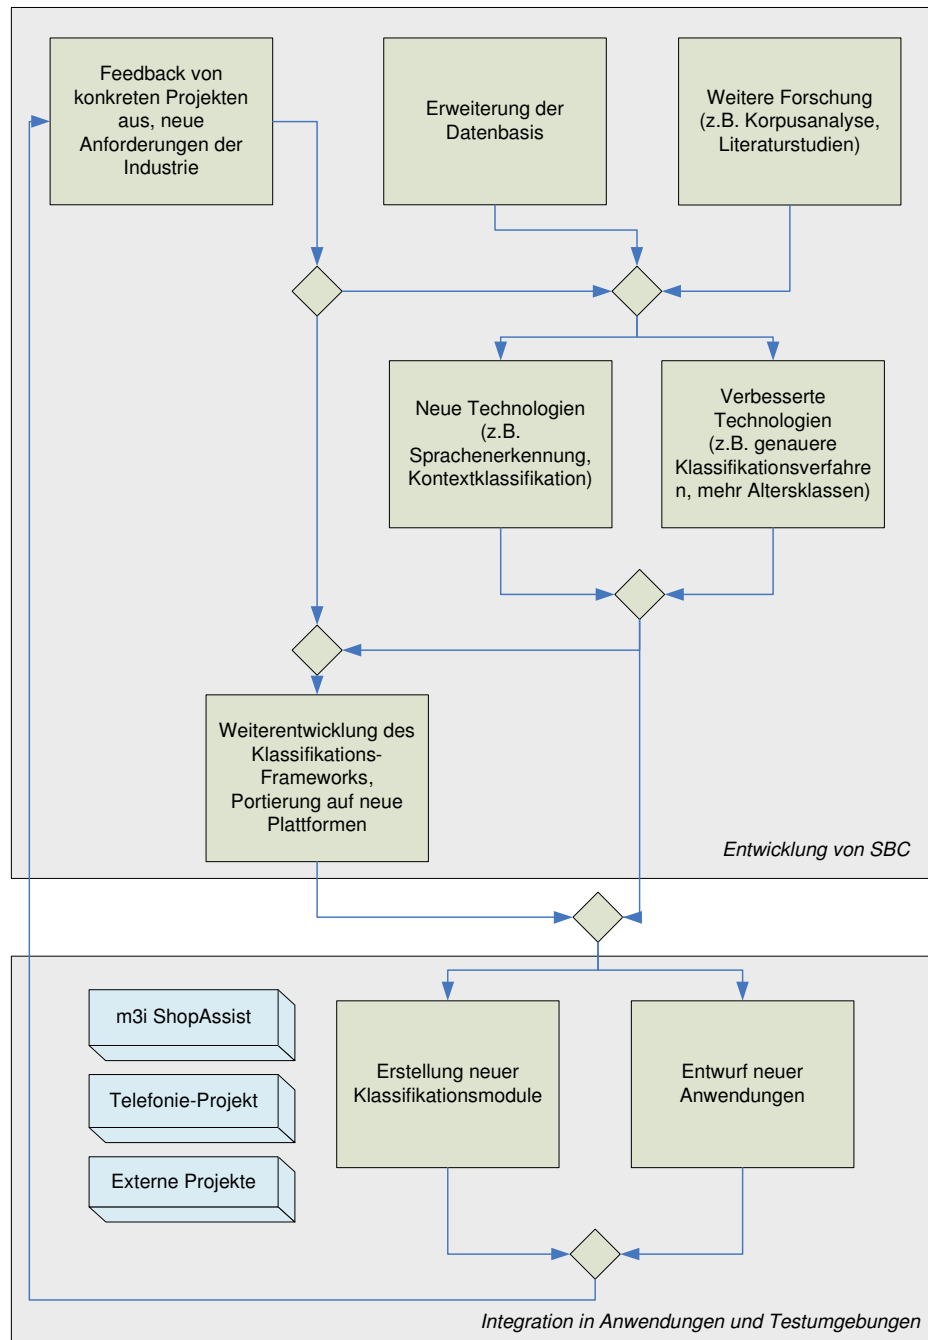 Feedback von
konkreten Projekten
aus, neue
Anforderungen der
Industrie
Erweiterung der
Datenbasis
Weitere Forschung
(z.B. Korpusanalyse,
Literaturstudien)
Neue Technologien
(z.B.
Sprachenerkennung,
Kontextklassifikation)
Verbesserte
Technologien
(z.B. genauere
Klassifikationsverfahre
n, mehr Altersklassen)
Weiterentwicklung des
Klassifikations-
Frameworks,
Portierung auf neue
Plattformen
Entwicklung von SBC
m3i ShopAssist
Telefonie-Projekt
Externe Projekte
Erstellung neuer
Klassifikationsmodule
Entwurf neuer
Anwendungen
Integration in Anwendungen und Testumgebungen